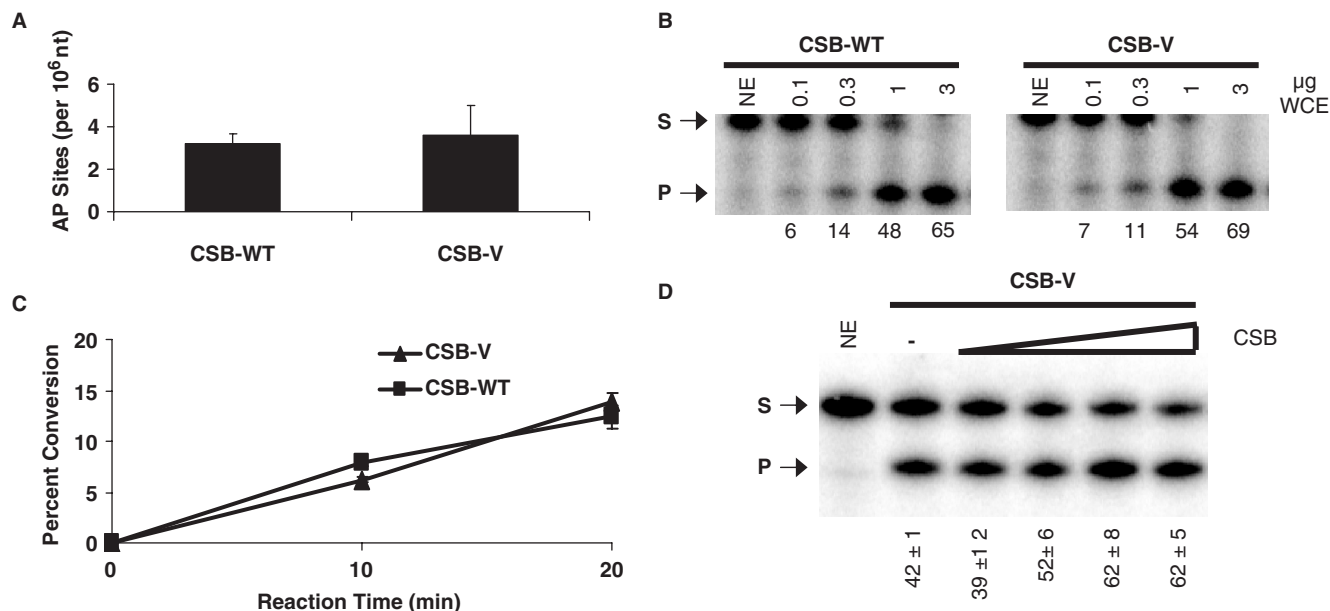 A
AP Sites (per 10⁶ nt)
6
4
2
0
CSB-WT
CSB-V
B
CSB-WT
CSB-V
NE
0.1
0.3
1
3
NE
0.1
0.3
1
3
µg
WCE
S
P
6
14
48
65
7
11
54
69
C
Percent Conversion
20
15
10
5
0
CSB-V
CSB-WT
0
10
20
Reaction Time (min)
D
CSB-V
NE
-
CSB
S
P
42 ± 1
39 ±1 2
52± 6
62 ± 8
62 ± 5